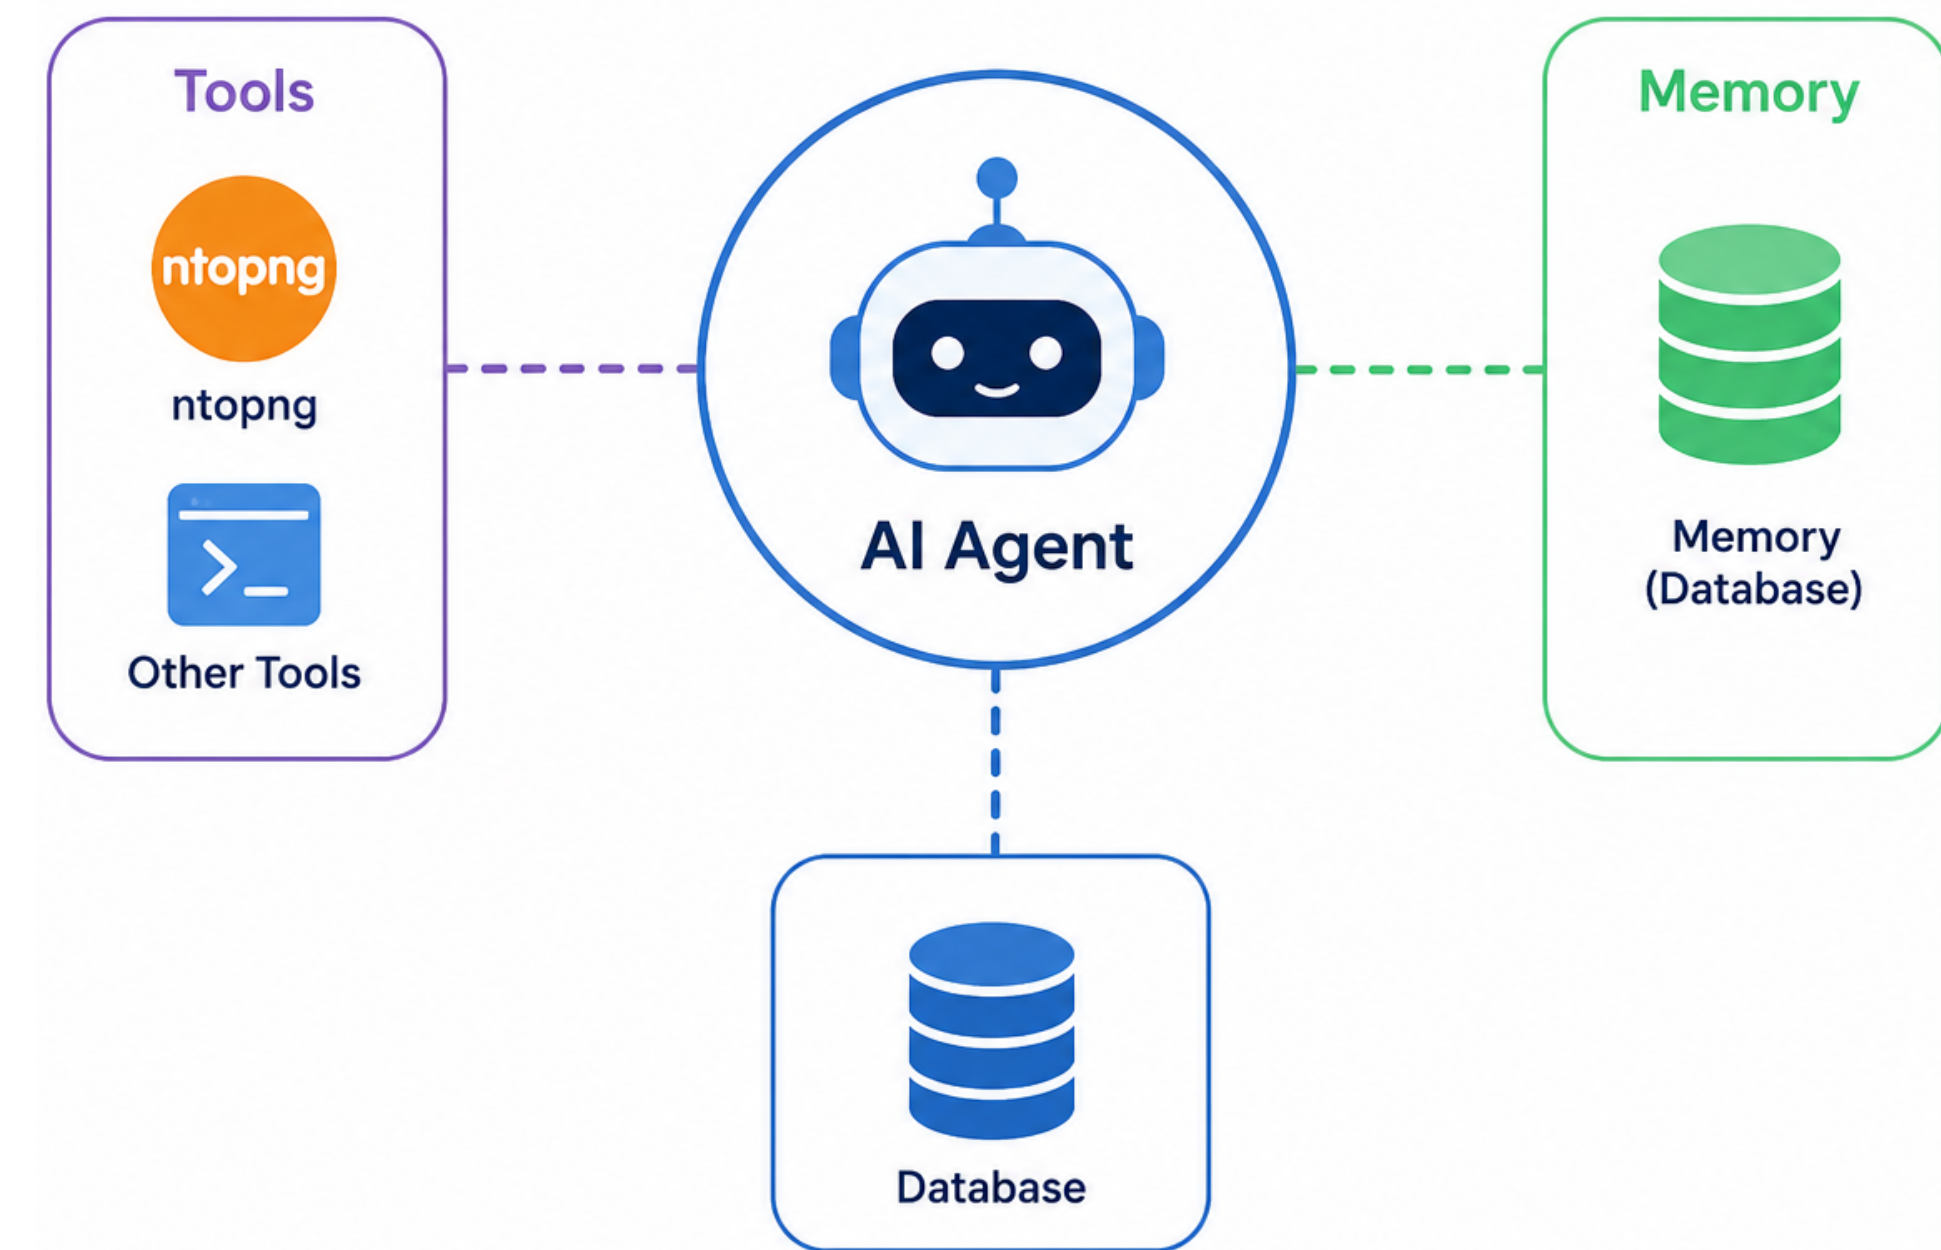 Tools
ntopng
ntopng
Other Tools
AI Agent
Memory
Memory
(Database)
Database